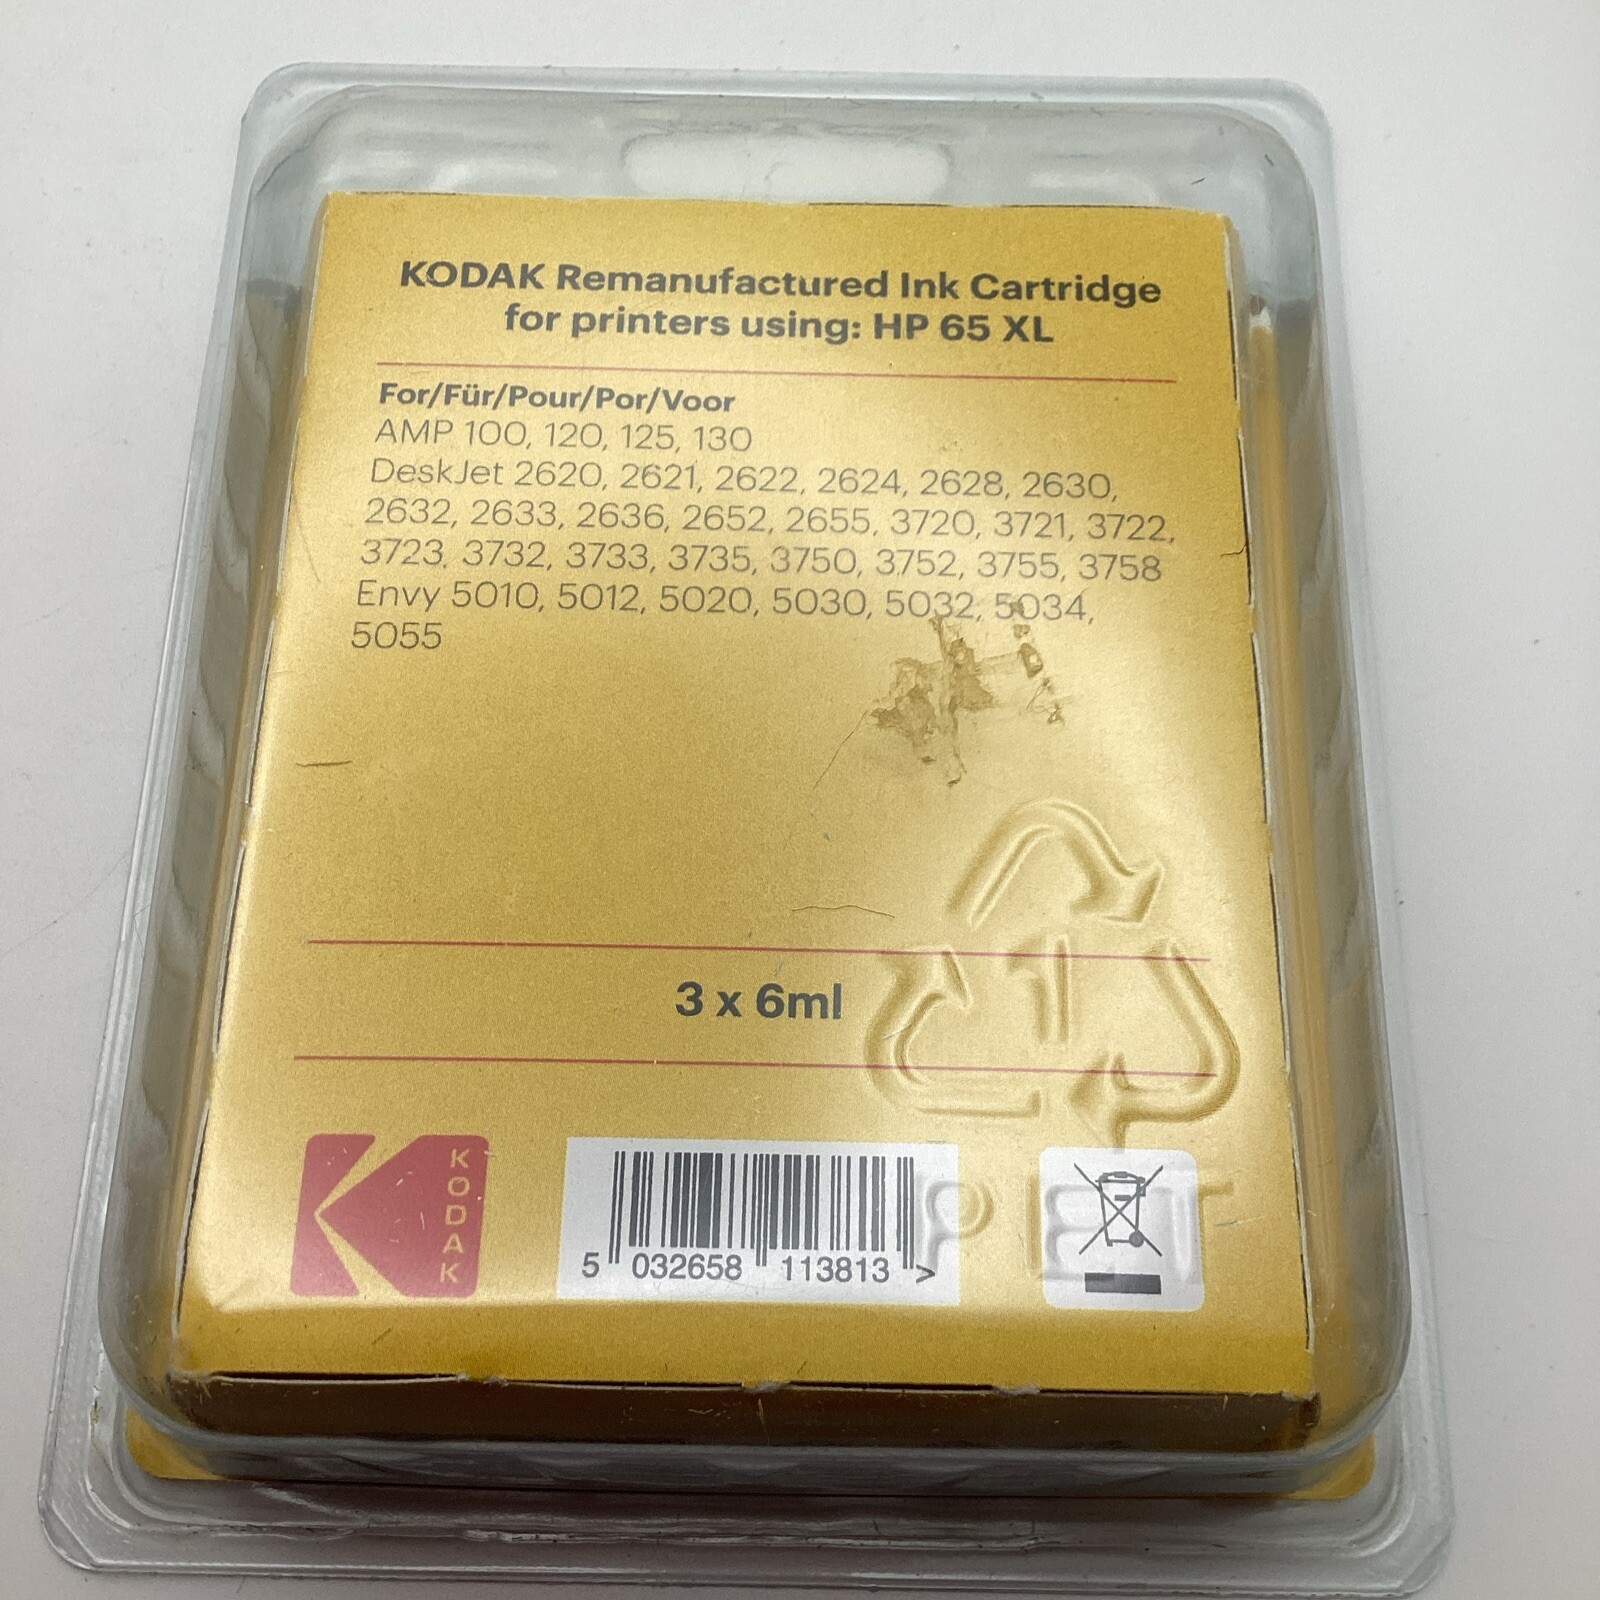 KODAK Remanufactured Ink Cartridge
for printers using: HP 65 XL
For/Für/Pour/Por/Voor
AMP 100, 120, 125, 130
DeskJet 2620, 2621, 2622, 2624, 2628, 2630,
2632, 2633, 2636, 2652, 2655, 3720, 3721, 3722,
3723, 3732, 3733, 3735, 3750, 3752, 3755, 3758
Envy 5010, 5012, 5020, 5030, 5032, 5034,
5055
1
3 x 6ml
KODAK
PET
5 032658 113813 >